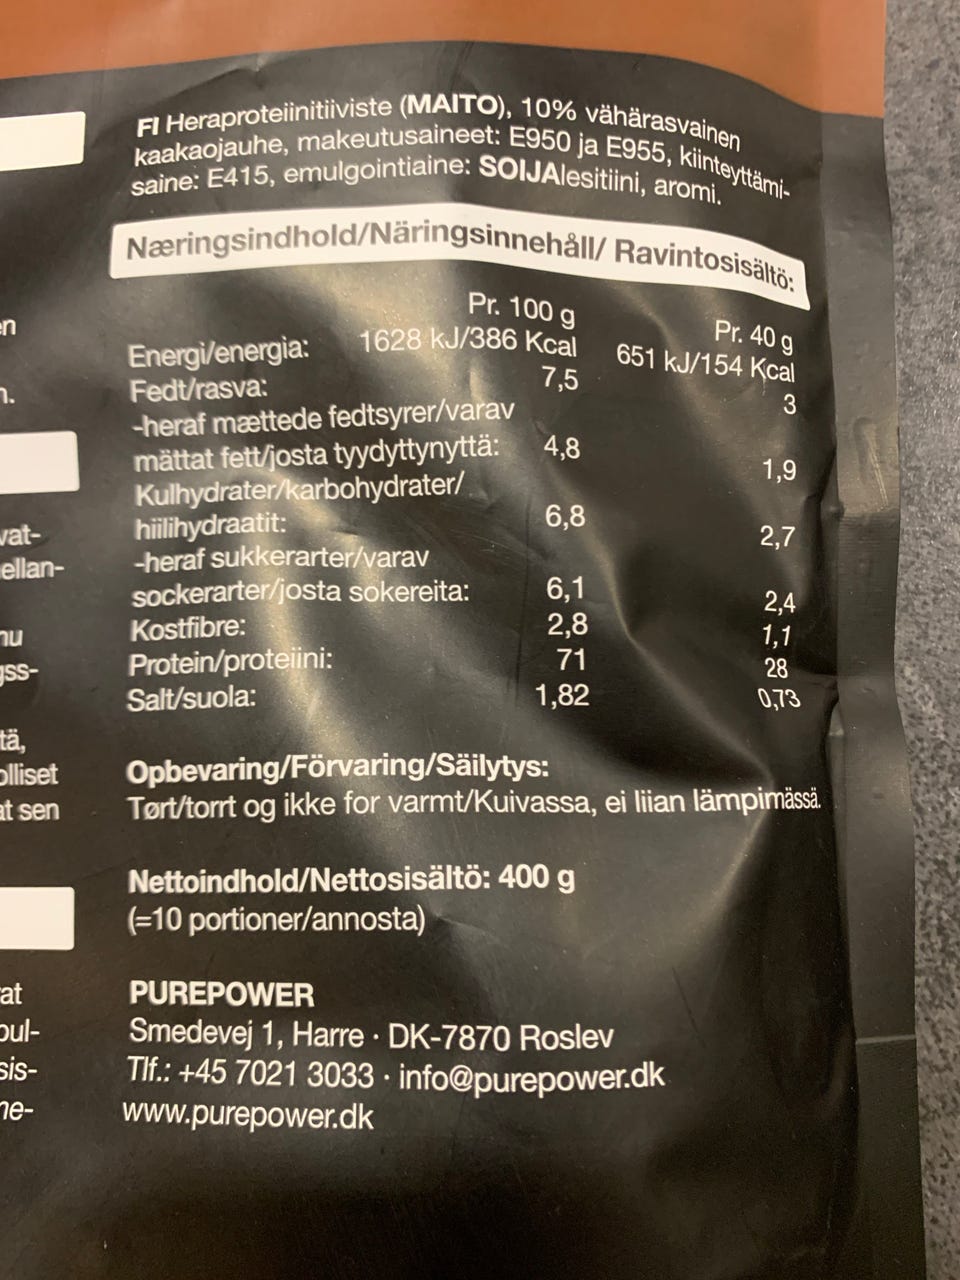 FI Heraproteiinitiiviste (MAITO), 10% vähärasvainen
kaakaojauhe, makeutusaineet: E950 ja E955, kiinteyttämi-
saine: E415, emulgointiaine: SOIJAlesitiini, aromi.
Næringsindhold/Näringsinnehåll/ Ravintosisältö:
Pr. 100 g Pr. 40 g
Energi/energia: 1628 kJ/386 Kcal 651 kJ/154 Kcal
Fedt/rasva: 7,5 3
-heraf mættede fedtsyrer/varav
mättat fett/josta tyydyttynyttä: 4,8 1,9
Kulhydrater/karbohydrater/
hiilihydraatit: 6,8 2,7
-heraf sukkerarter/varav
sockerarter/josta sokereita: 6,1 2,4
Kostfibre: 2,8 1,1
Protein/proteiini: 71 28
Salt/suola: 1,82 0,73
Opbevaring/Förvaring/Säilytys:
Tørt/torrt og ikke for varmt/Kuivassa, ei liian lämpimässä.
Nettoindhold/Nettosisältö: 400 g
(=10 portioner/annosta)
PUREPOWER
Smedevej 1, Harre · DK-7870 Roslev
Tlf.: +45 7021 3033 · info@purepower.dk
www.purepower.dk